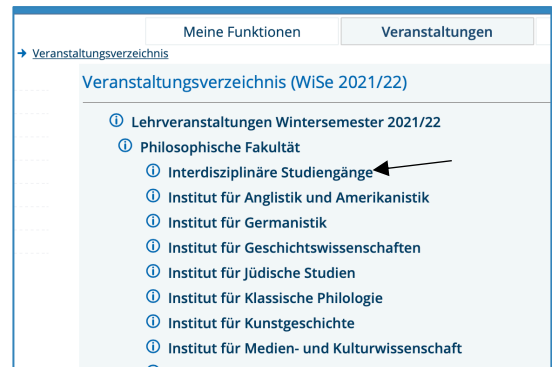 Meine Funktionen Veranstaltungen
Veranstaltungsverzeichnis
Veranstaltungsverzeichnis (WiSe 2021/22)
Lehrveranstaltungen Wintersemester 2021/22
Philosophische Fakultät
Interdisziplinäre Studiengänge
Institut für Anglistik und Amerikanistik
Institut für Germanistik
Institut für Geschichtswissenschaften
Institut für Jüdische Studien
Institut für Klassische Philologie
Institut für Kunstgeschichte
Institut für Medien- und Kulturwissenschaft